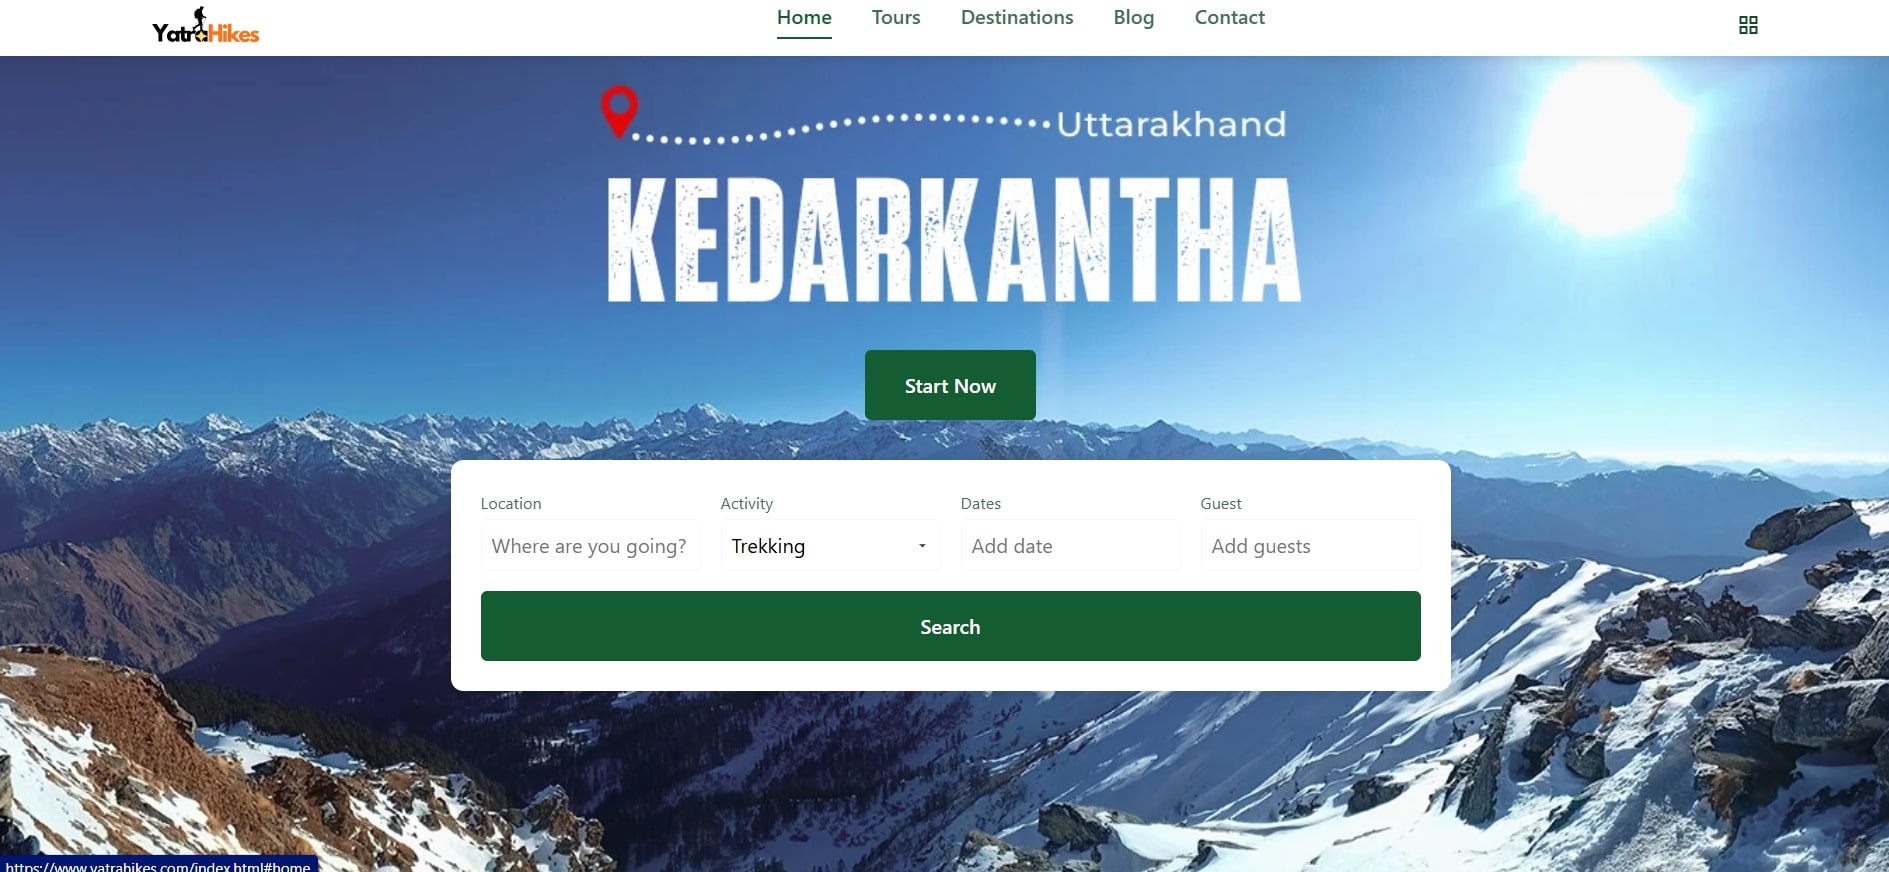 YatraHikes
Home
Tours
Destinations
Blog
Contact
Uttarakhand
KEDARKANTHA
Start Now
Location
Activity
Dates
Guest
Where are you going?
Trekking
Add date
Add guests
Search
https://www.yatrahikes.com/index.html#home